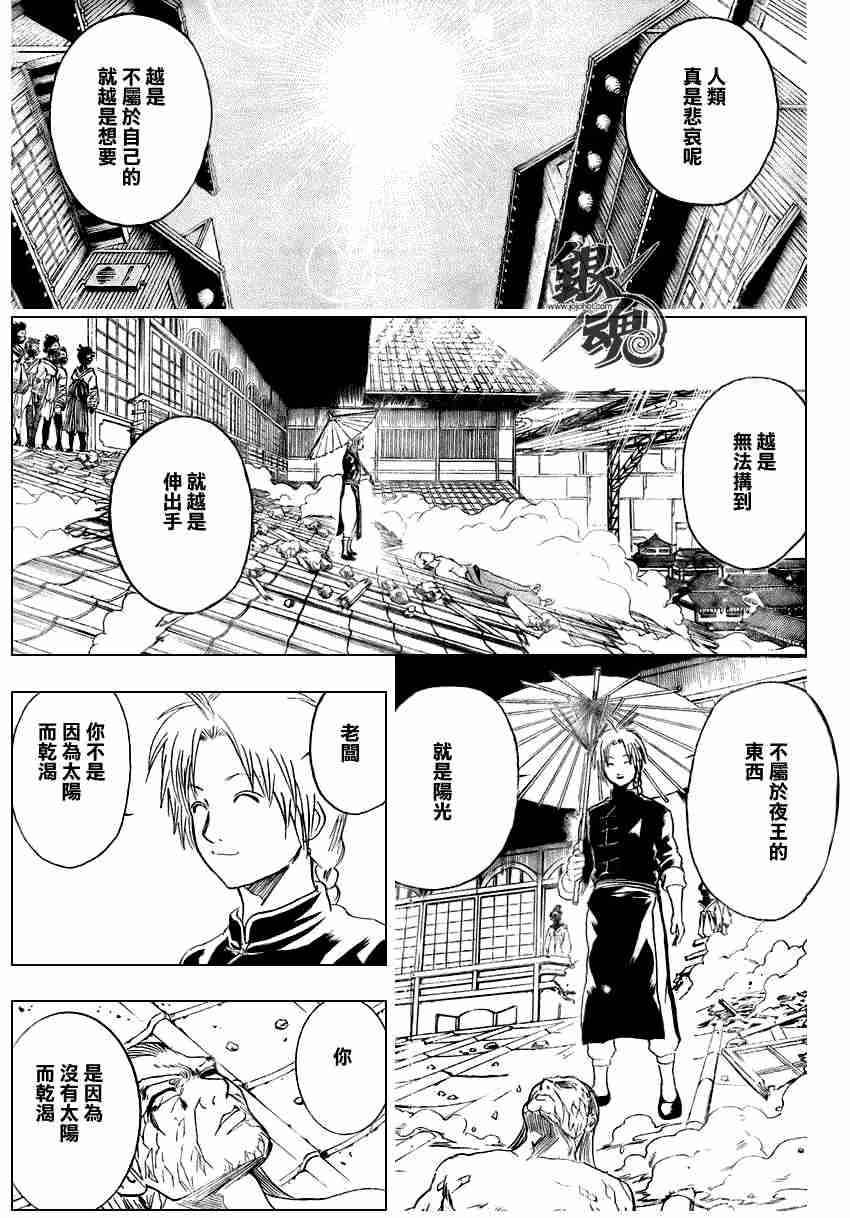 人類
真是悲哀呢
越是
不屬於自己的
就越是想要
銀魂
www.jojohot.com
越是
無法搆到
就越是
伸出手
不屬於夜王的
東西
就是陽光
老闆
你不是
因為太陽
而乾渴
你
是因為
沒有太陽
而乾渴